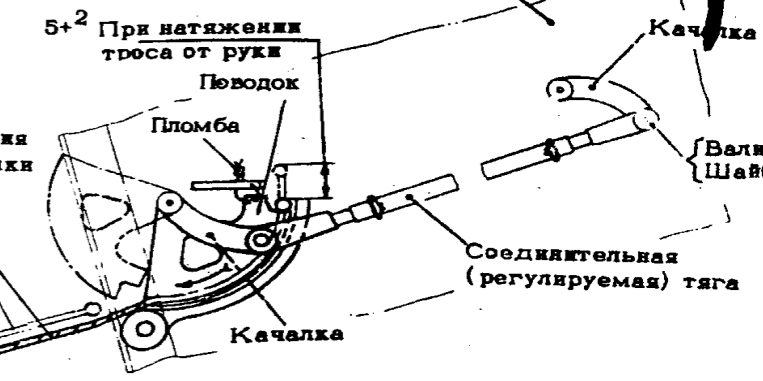 5+² При натяжении
троса от руки
Поводок
Пломба
Качалка
Соединительная
(регулируемая) тяга
Качалка